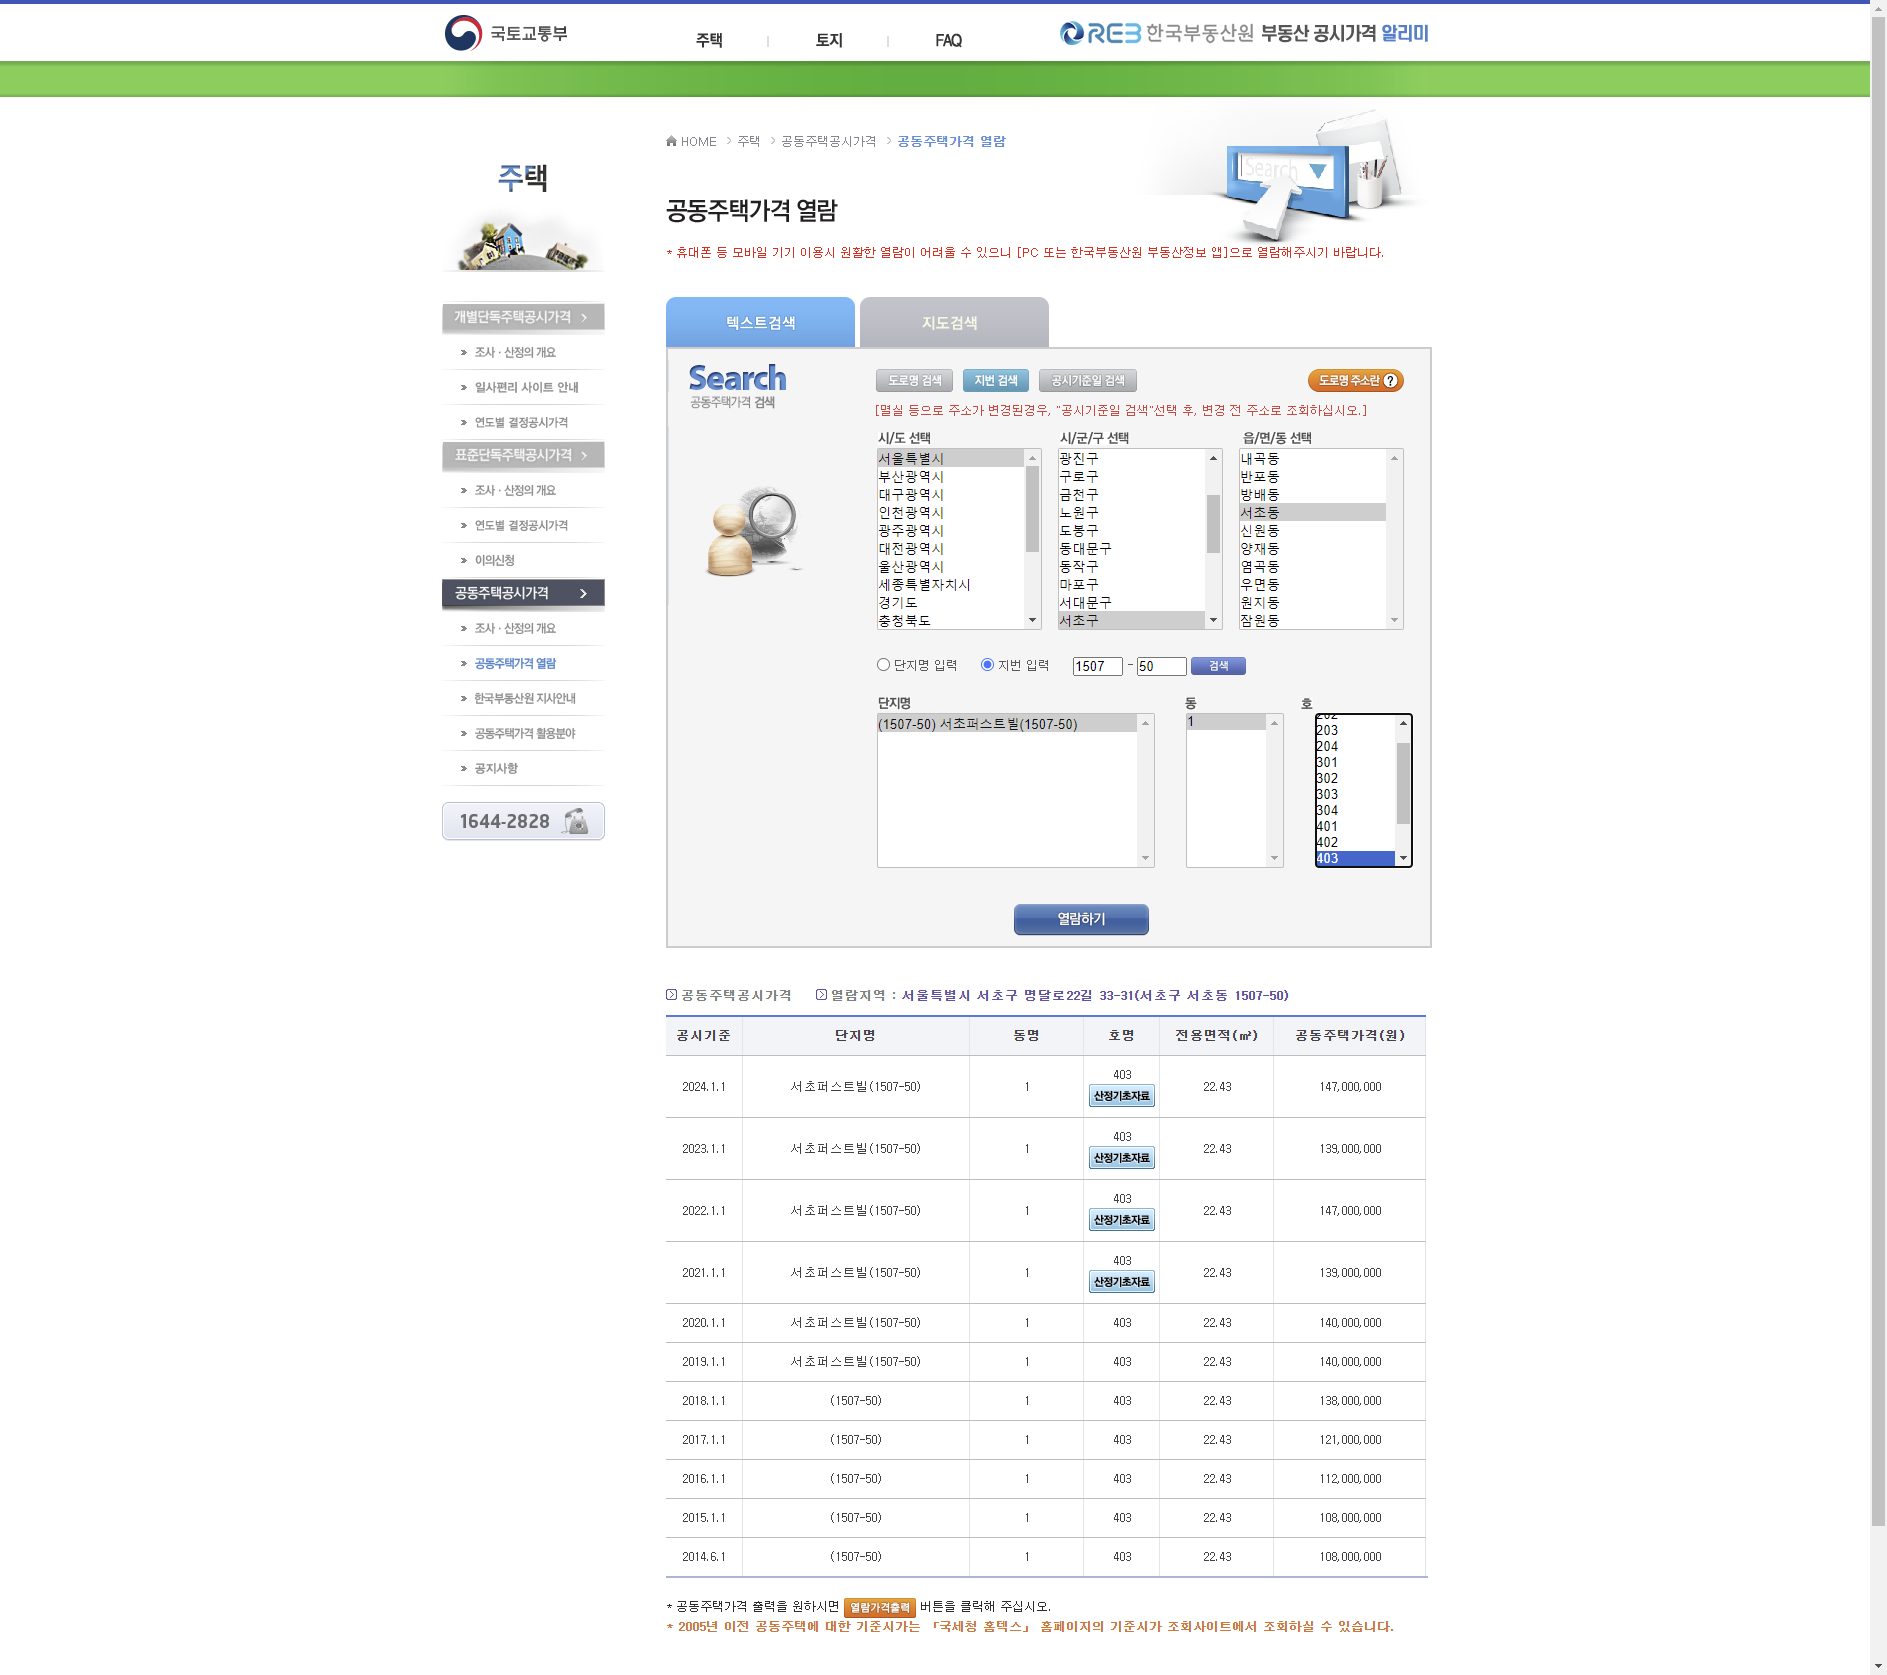 국토교통부
주택
토지
FAQ
REB 한국부동산원 부동산 공시가격 알리미
HOME > 주택 > 공동주택공시가격 > 공동주택가격 열람
주택
Search
공동주택가격 열람
* 휴대폰 등 모바일 기기 이용시 원활한 열람이 어려울 수 있으니 [PC 또는 한국부동산원 부동산정보 앱]으로 열람해주시기 바랍니다.
개별단독주택공시가격
조사ㆍ산정의 개요
일사편리 사이트 안내
연도별 결정공시가격
표준단독주택공시가격
조사ㆍ산정의 개요
연도별 결정공시가격
이의신청
공동주택공시가격
조사ㆍ산정의 개요
공동주택가격 열람
한국부동산원 지사안내
공동주택가격 활용분야
공지사항
1644-2828
텍스트검색
지도검색
Search
공동주택가격 검색
도로명 검색
지번 검색
공시기준일 검색
도로명 주소란 ?
[멸실 등으로 주소가 변경된경우, "공시기준일 검색"선택 후, 변경 전 주소로 조회하십시오.]
시/도 선택
서울특별시
부산광역시
대구광역시
인천광역시
광주광역시
대전광역시
울산광역시
세종특별자치시
경기도
충청북도
시/군/구 선택
광진구
구로구
금천구
노원구
도봉구
동대문구
동작구
마포구
서대문구
서초구
읍/면/동 선택
내곡동
반포동
방배동
서초동
신원동
양재동
염곡동
우면동
원지동
잠원동
단지명 입력
지번 입력
1507 - 50
검색
단지명
(1507-50) 서초퍼스트빌(1507-50)
동
1
호
202
203
204
301
302
303
304
401
402
403
열람하기
공동주택공시가격
열람지역 : 서울특별시 서초구 명달로22길 33-31(서초구 서초동 1507-50)
공시기준 단지명 동명 호명 전용면적(㎡) 공동주택가격(원)
2024.1.1 서초퍼스트빌(1507-50) 1 403 산정기초자료 22.43 147,000,000
2023.1.1 서초퍼스트빌(1507-50) 1 403 산정기초자료 22.43 139,000,000
2022.1.1 서초퍼스트빌(1507-50) 1 403 산정기초자료 22.43 147,000,000
2021.1.1 서초퍼스트빌(1507-50) 1 403 산정기초자료 22.43 139,000,000
2020.1.1 서초퍼스트빌(1507-50) 1 403 22.43 140,000,000
2019.1.1 서초퍼스트빌(1507-50) 1 403 22.43 140,000,000
2018.1.1 (1507-50) 1 403 22.43 138,000,000
2017.1.1 (1507-50) 1 403 22.43 121,000,000
2016.1.1 (1507-50) 1 403 22.43 112,000,000
2015.1.1 (1507-50) 1 403 22.43 108,000,000
2014.6.1 (1507-50) 1 403 22.43 108,000,000
* 공동주택가격 출력을 원하시면 열람가격출력 버튼을 클릭해 주십시오.
* 2005년 이전 공동주택에 대한 기준시가는 「국세청 홈텍스」 홈페이지의 기준시가 조회사이트에서 조회하실 수 있습니다.